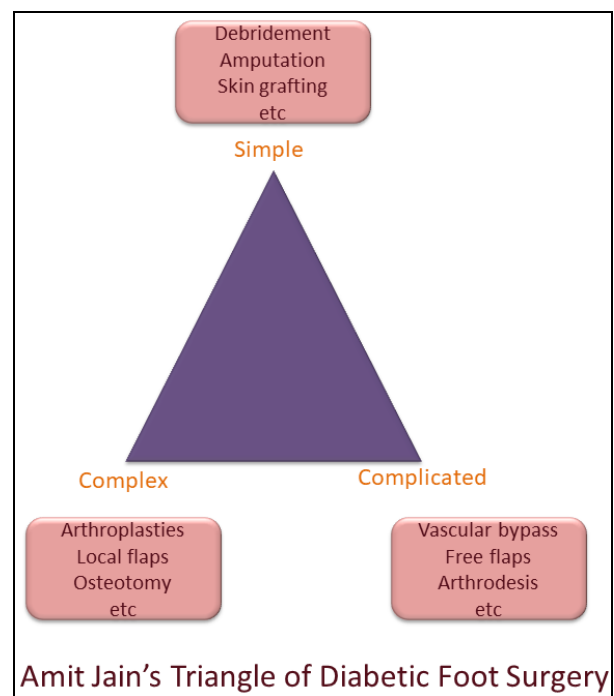 Debridement
Amputation
Skin grafting
etc
Simple
Complex
Complicated
Arthroplasties
Local flaps
Osteotomy
etc
Vascular bypass
Free flaps
Arthrodesis
etc
Amit Jain's Triangle of Diabetic Foot Surgery